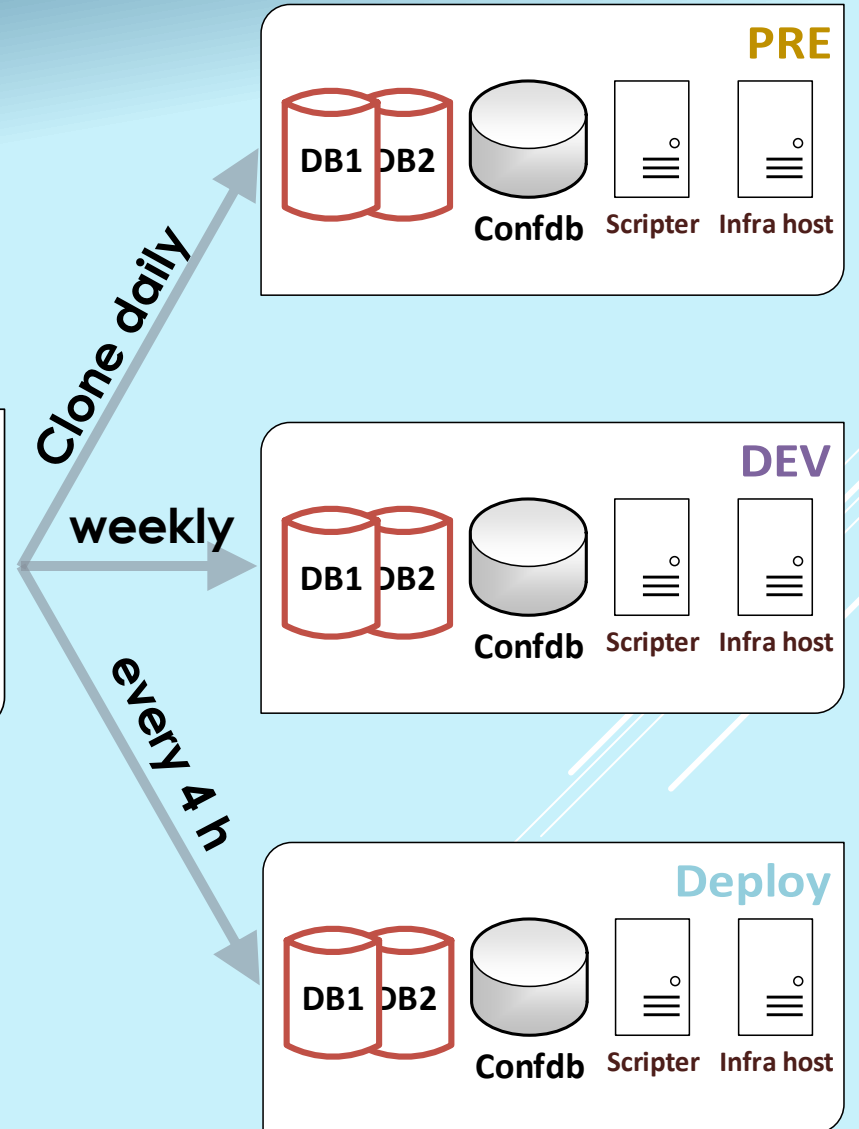 PRE
DB1 DB2
Confdb Scripter Infra host
Clone daily
DEV
weekly
DB1 DB2
Confdb Scripter Infra host
every 4 h
Deploy
DB1 DB2
Confdb Scripter Infra host